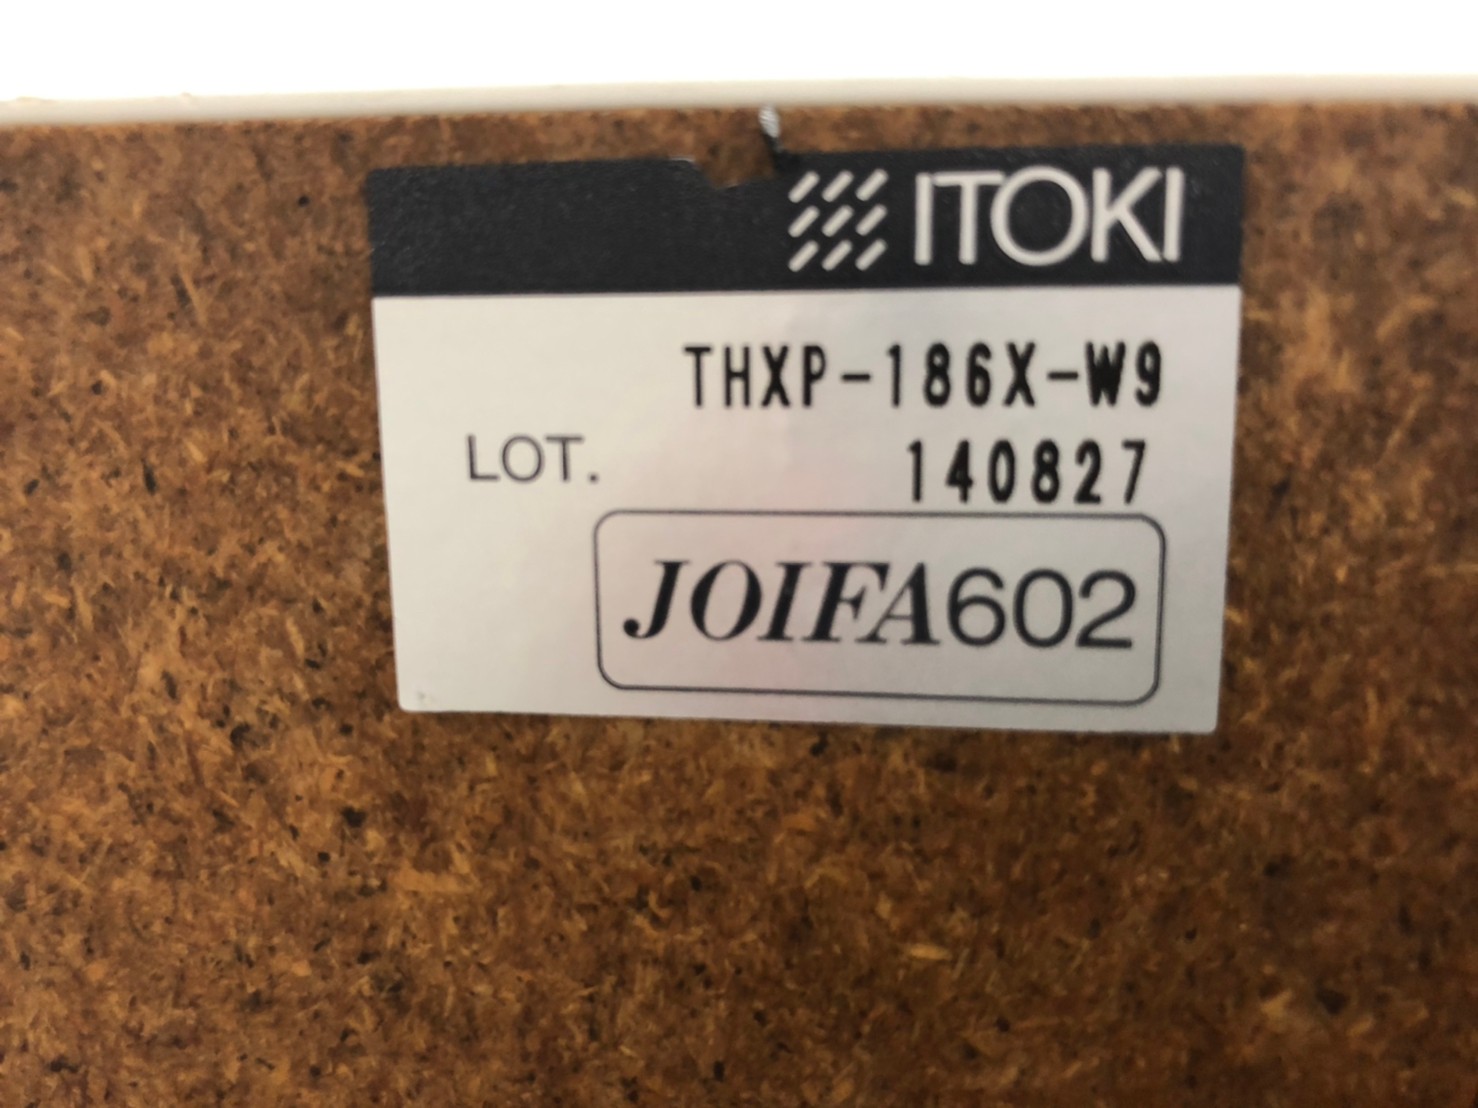 ITOKI
THXP-186X-W9
LOT. 140827
JOIFA602